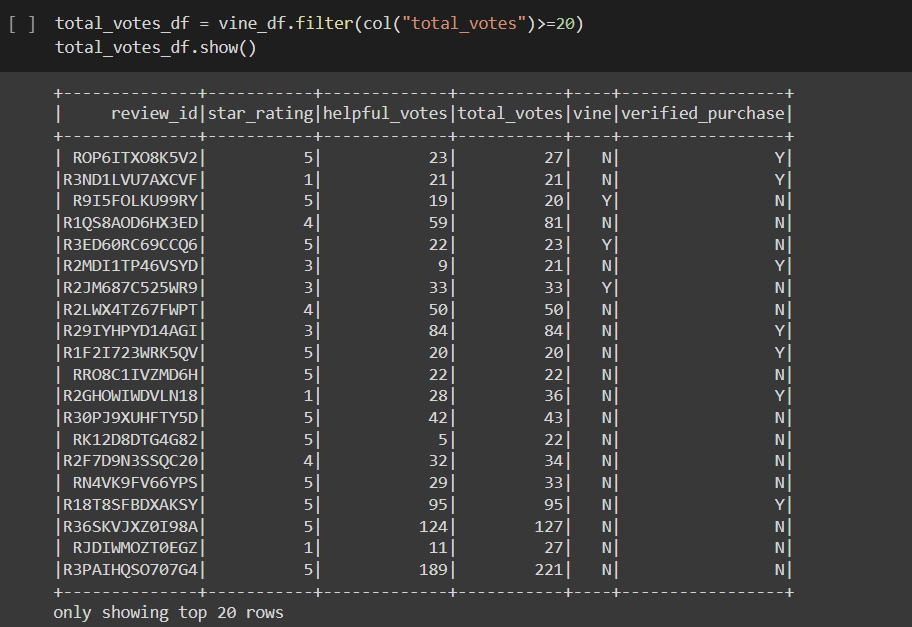 [ ] total_votes_df = vine_df.filter(col("total_votes")>=20)
total_votes_df.show()
+--------------+-----------+-------------+-----------+----+-----------------+
|     review_id|star_rating|helpful_votes|total_votes|vine|verified_purchase|
+--------------+-----------+-------------+-----------+----+-----------------+
| ROP6ITXO8K5V2|          5|           23|         27|   N|                Y|
|R3ND1LVU7AXCVF|          1|           21|         21|   N|                Y|
| R9I5FOLKU99RY|          5|           19|         20|   Y|                N|
|R1QS8AOD6HX3ED|          4|           59|         81|   N|                N|
|R3ED60RC69CCQ6|          5|           22|         23|   Y|                N|
|R2MDI1TP46VSYD|          3|            9|         21|   N|                Y|
|R2JM687C525WR9|          3|           33|         33|   Y|                N|
|R2LWX4TZ67FWPT|          4|           50|         50|   N|                N|
|R29IYHPYD14AGI|          3|           84|         84|   N|                Y|
|R1F2I723WRK5QV|          5|           20|         20|   N|                Y|
| RRO8C1IVZMD6H|          5|           22|         22|   N|                N|
|R2GHOWIWDVLN18|          1|           28|         36|   N|                Y|
|R30PJ9XUHFTY5D|          5|           42|         43|   N|                N|
| RK12D8DTG4G82|          5|            5|         22|   N|                N|
|R2F7D9N3SSQC20|          4|           32|         34|   N|                N|
| RN4VK9FV66YPS|          5|           29|         33|   N|                N|
|R18T8SFBDXAKSY|          5|           95|         95|   N|                Y|
|R36SKVJXZ0I98A|          5|          124|        127|   N|                N|
| RJDIWMOZT0EGZ|          1|           11|         27|   N|                N|
|R3PAIHQSO707G4|          5|          189|        221|   N|                N|
+--------------+-----------+-------------+-----------+----+-----------------+
only showing top 20 rows